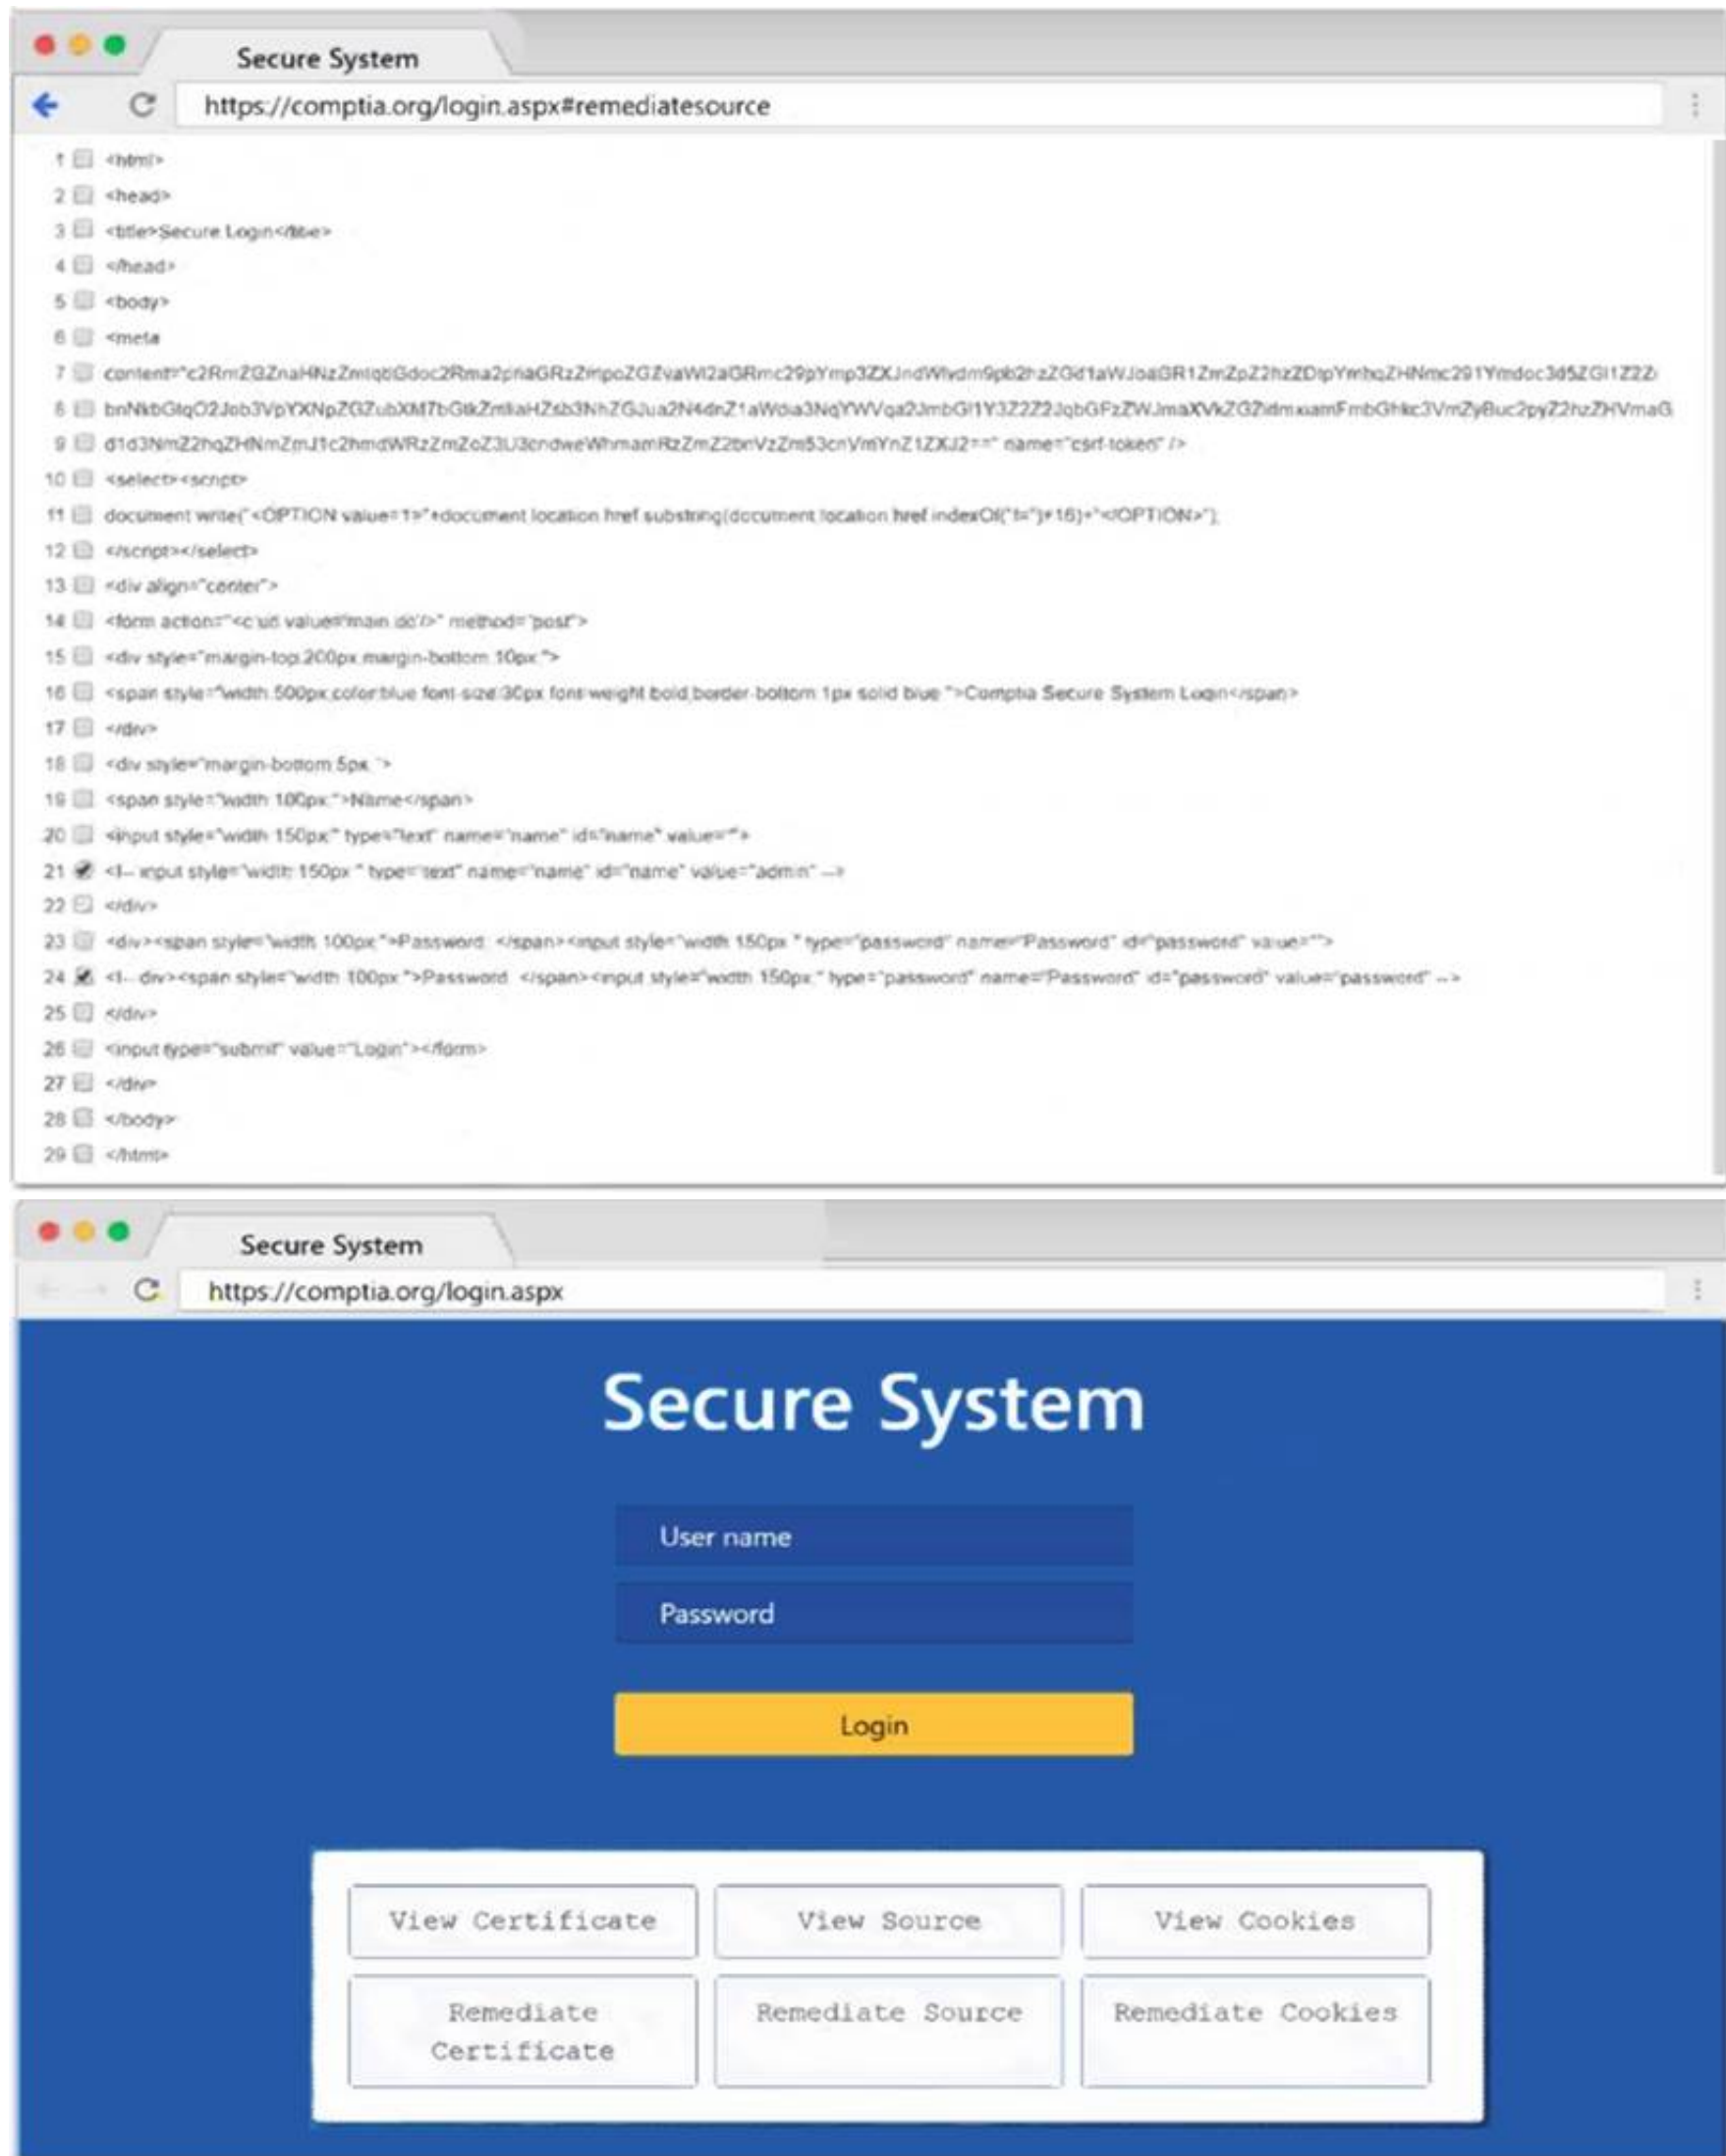 Secure System
https://comptia.org/login.aspx#remediatesource
1 <html>
2 <head>
3 <title>Secure Login</title>
4 </head>
5 <body>
6 <meta
7 content=
8
9 name="csrf-token" />
10 <select><script>
11 document.write("<OPTION value=1>"+document.location.href.substring(document.location.href.indexOf(
12 </script></select>
13 <div align="center">
14 <form action="<c:url value='main.do'/>" method="post">
15 <div style="margin-top:200px;margin-bottom:10px;">
16 <span style="width:500px;color:blue;font-size:30px;font-weight:bold;border-bottom:1px solid blue;">Comptia Secure System Login</span>
17 </div>
18 <div style="margin-bottom:5px;">
19 <span style="width:100px;">Name</span>
20 <input style="width:150px;" type="text" name="name" id="name" value="">
21 <!-- input style="width:150px;" type="text" name="name" id="name" value="admin" -->
22 </div>
23 <div><span style="width:100px;">Password: </span><input style="width:150px;" type="password" name="Password" id="password" value="">
24 <!-- div><span style="width:100px;">Password: </span><input style="width:150px;" type="password" name="Password" id="password" value="password" -->
25 </div>
26 <input type="submit" value="Login"></form>
27 </div>
28 </body>
29 </html>
Secure System
https://comptia.org/login.aspx
Secure System
User name
Password
Login
View Certificate View Source View Cookies
Remediate Certificate Remediate Source Remediate Cookies